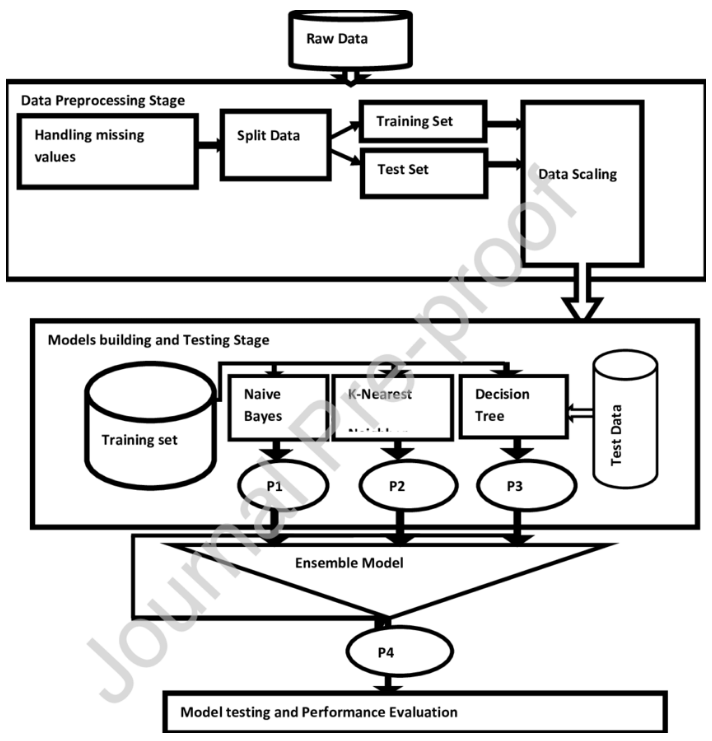 Raw Data
Data Preprocessing Stage
Handling missing
values
Split Data
Training Set
Test Set
Data Scaling
Models building and Testing Stage
Training set
Naive
Bayes
K-Nearest
Decision
Tree
Test Data
P1
P2
P3
Ensemble Model
P4
Model testing and Performance Evaluation
Journal Pre-proof